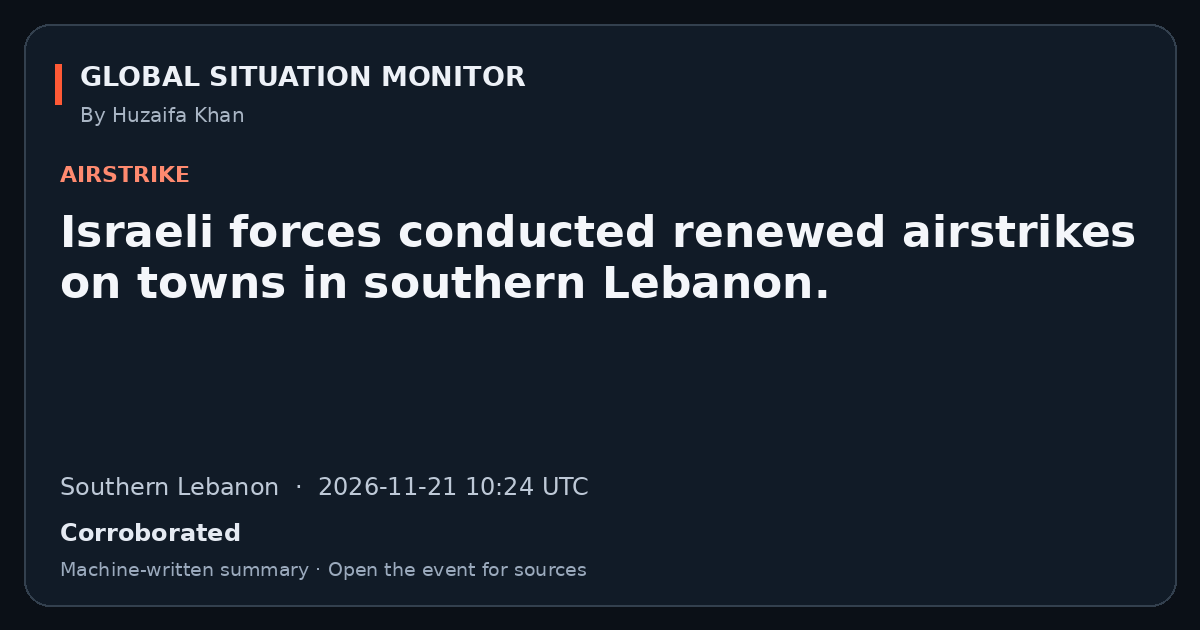 GLOBAL SITUATION MONITOR
By Huzaifa Khan
AIRSTRIKE
Israeli forces conducted renewed airstrikes
on towns in southern Lebanon.
Southern Lebanon · 2026-11-21 10:24 UTC
Corroborated
Machine-written summary · Open the event for sources